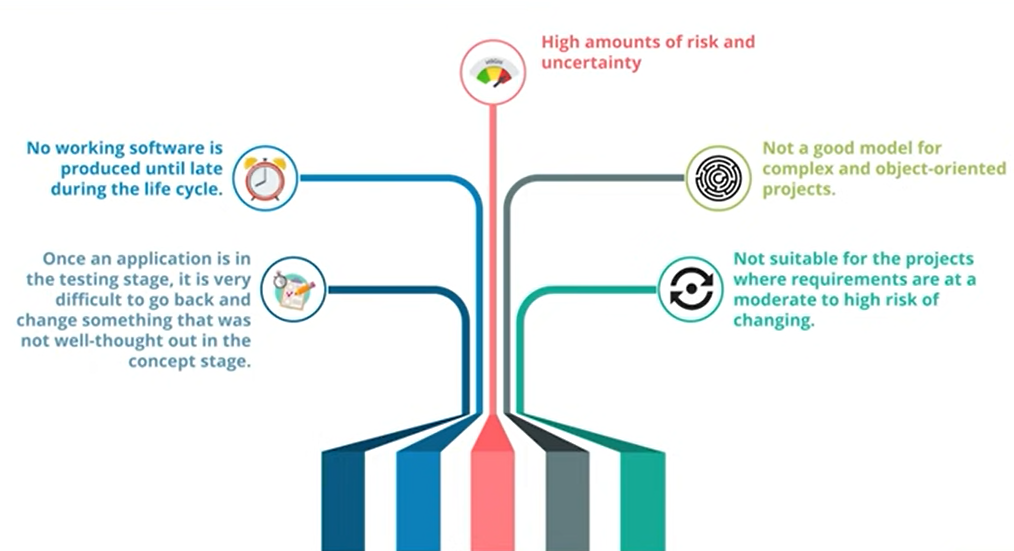 High amounts of risk and
uncertainty
HIGH
No working software is
produced until late
during the life cycle.
Not a good model for
complex and object-oriented
projects.
Once an application is in
the testing stage, it is very
difficult to go back and
change something that was
not well-thought out in the
concept stage.
Not suitable for the projects
where requirements are at a
moderate to high risk of
changing.